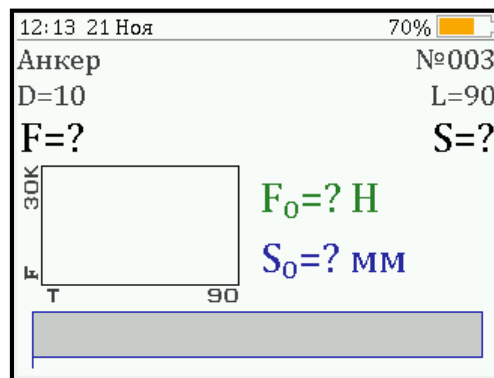 12:13 21 Ноя 70%
Анкер №003
D=10 L=90
F=? S=?
30K
F₀=? Н
S₀=? мм
F
T 90